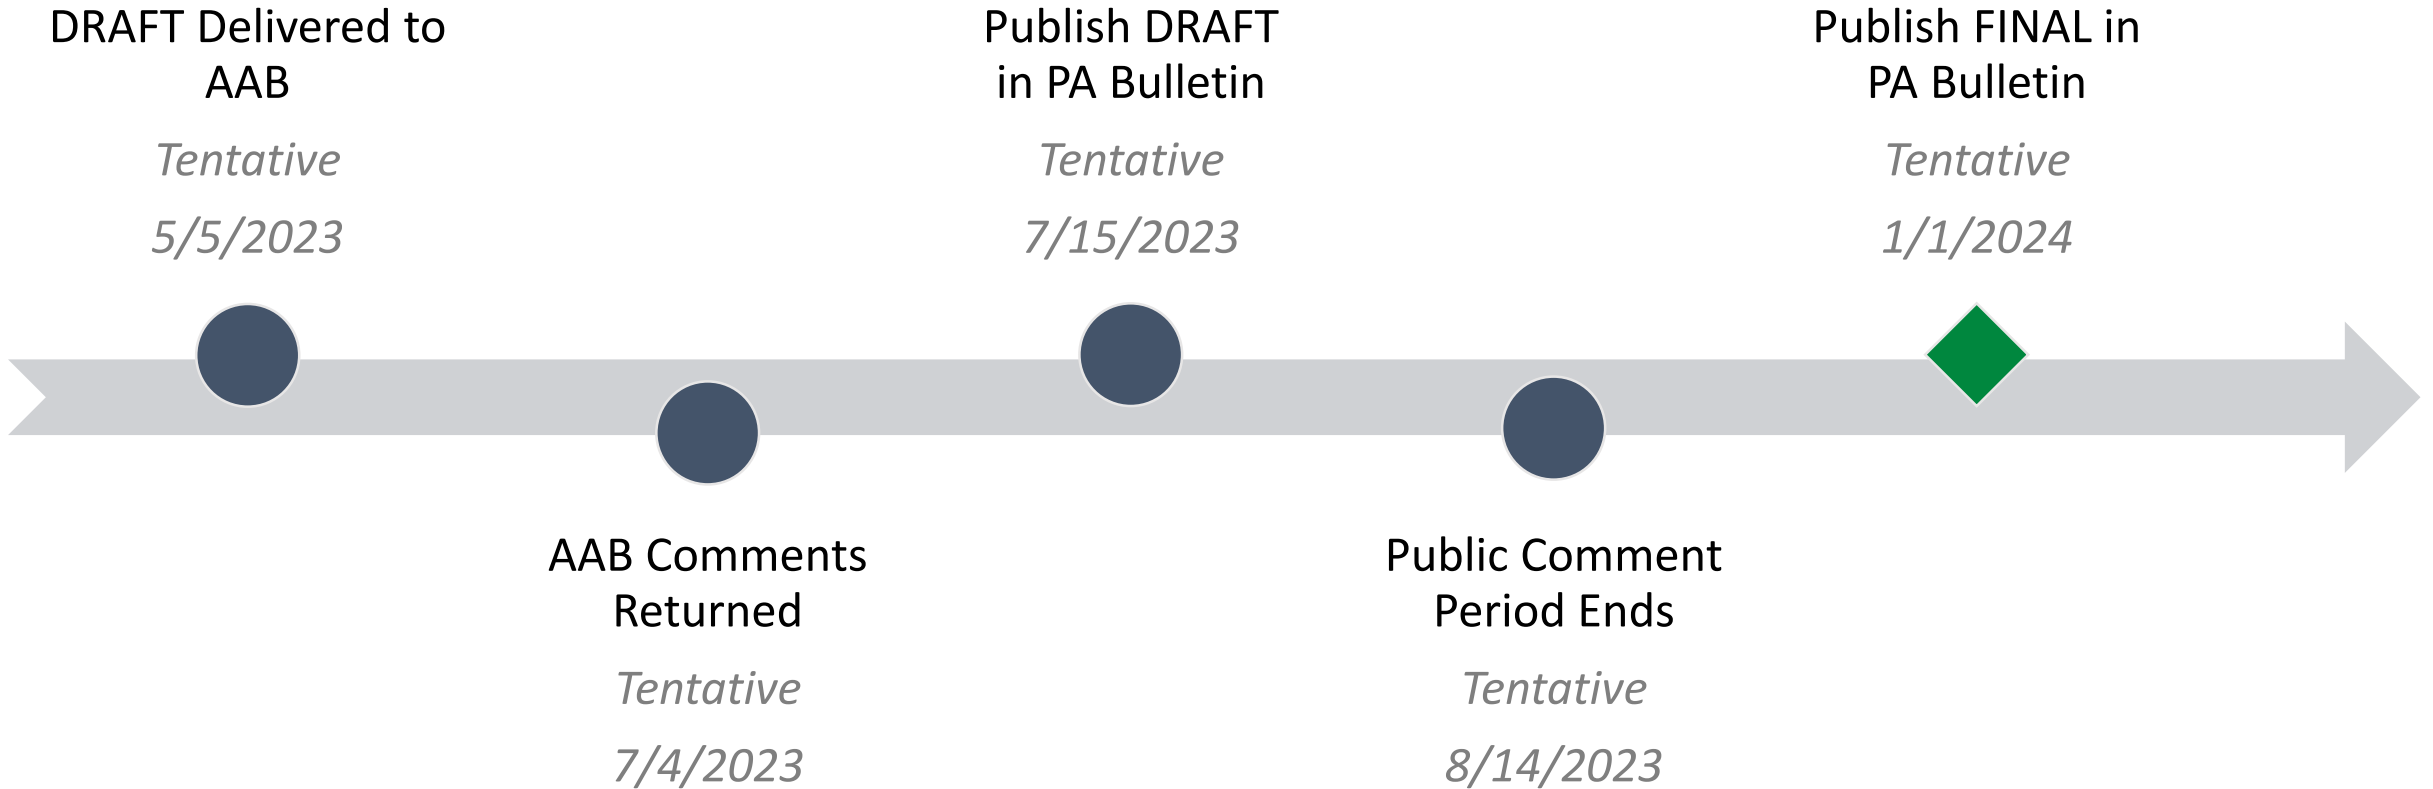 DRAFT Delivered to
AAB
Tentative
5/5/2023
AAB Comments
Returned
Tentative
7/4/2023
Publish DRAFT
in PA Bulletin
Tentative
7/15/2023
Public Comment
Period Ends
Tentative
8/14/2023
Publish FINAL in
PA Bulletin
Tentative
1/1/2024